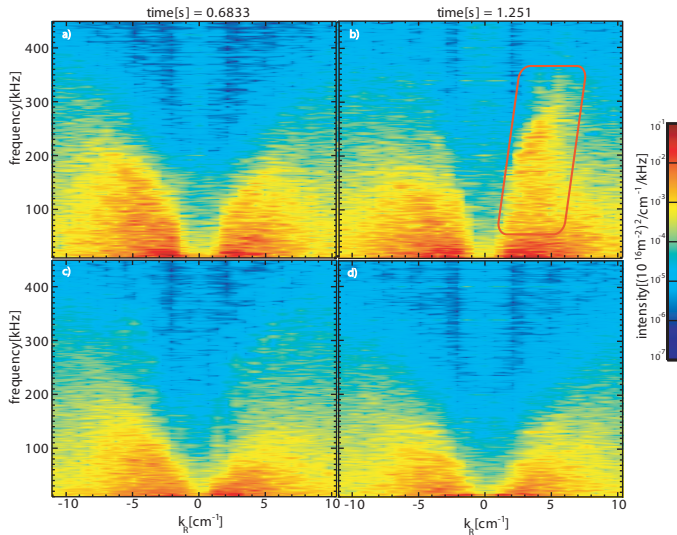 time[s] = 0.6833
time[s] = 1.251
a)
b)
400
300
200
100
frequency[kHz]
10⁻¹
10⁻²
10⁻³
10⁻⁴
10⁻⁵
10⁻⁶
10⁻⁷
intensity[(10 ¹⁶m⁻²)²/cm⁻¹/kHz]
c)
d)
400
300
200
100
frequency[kHz]
-10
-5
0
5
10
-10
-5
0
5
10
k_R[cm⁻¹]
k_R[cm⁻¹]